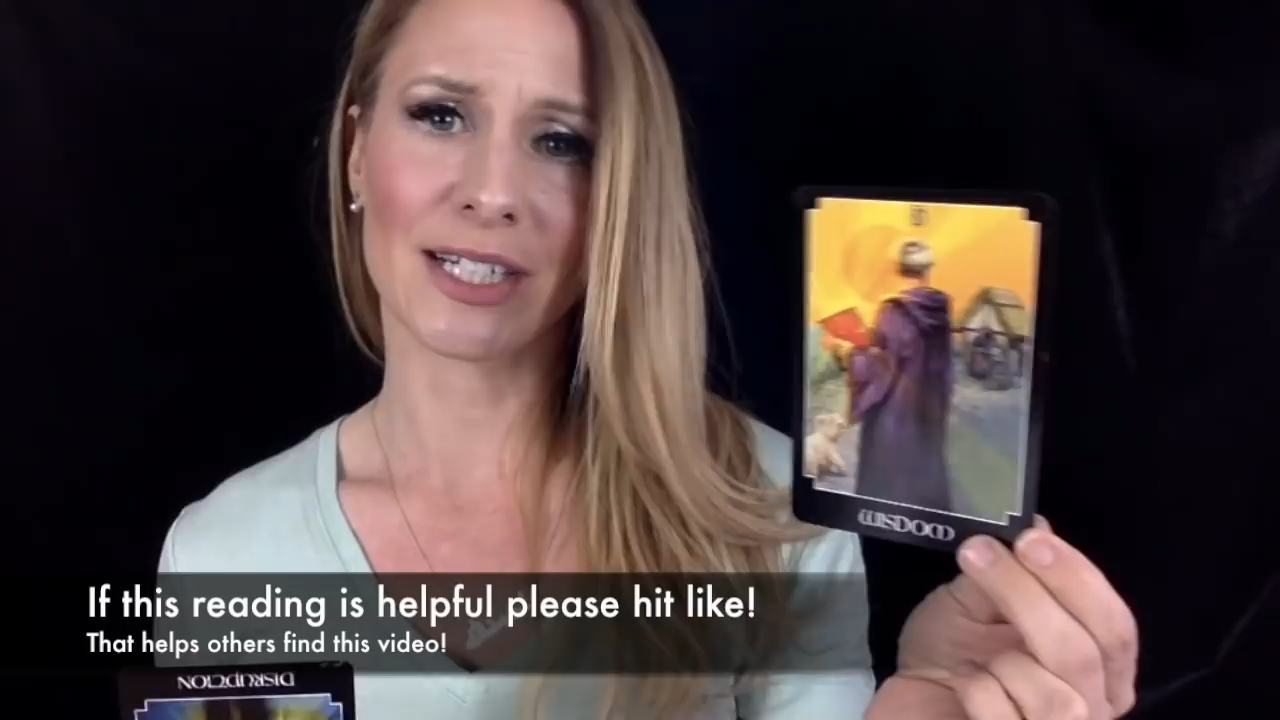 WISDOM
If this reading is helpful please hit like!
That helps others find this video!
DISRUPTION